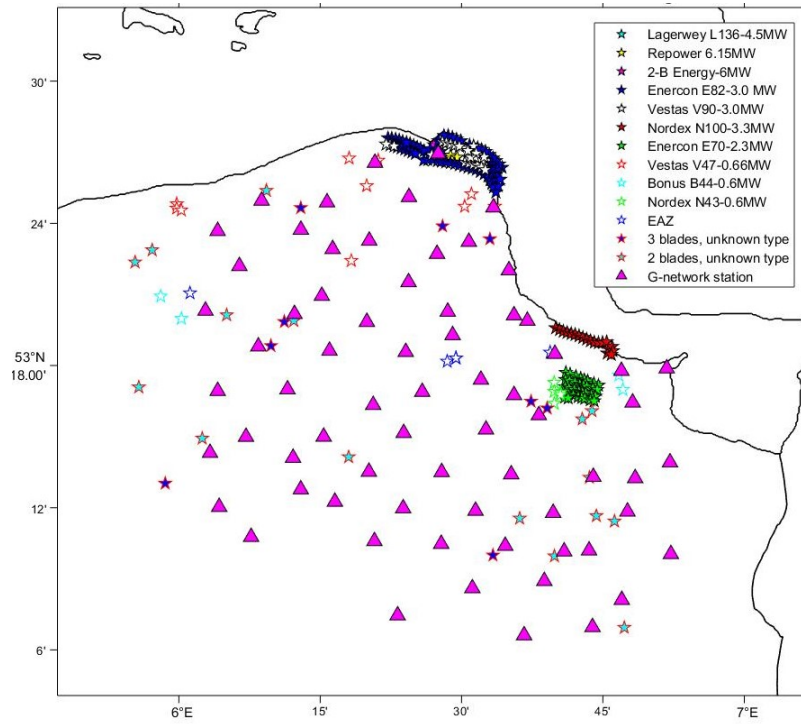 Lagerwey L136-4.5MW
Repower 6.15MW
2-B Energy-6MW
Enercon E82-3.0 MW
Vestas V90-3.0MW
Nordex N100-3.3MW
Enercon E70-2.3MW
Vestas V47-0.66MW
Bonus B44-0.6MW
Nordex N43-0.6MW
EAZ
3 blades, unknown type
2 blades, unknown type
G-network station
30'
24'
53°N
18.00'
12'
6'
6°E
15'
30'
45'
7°E